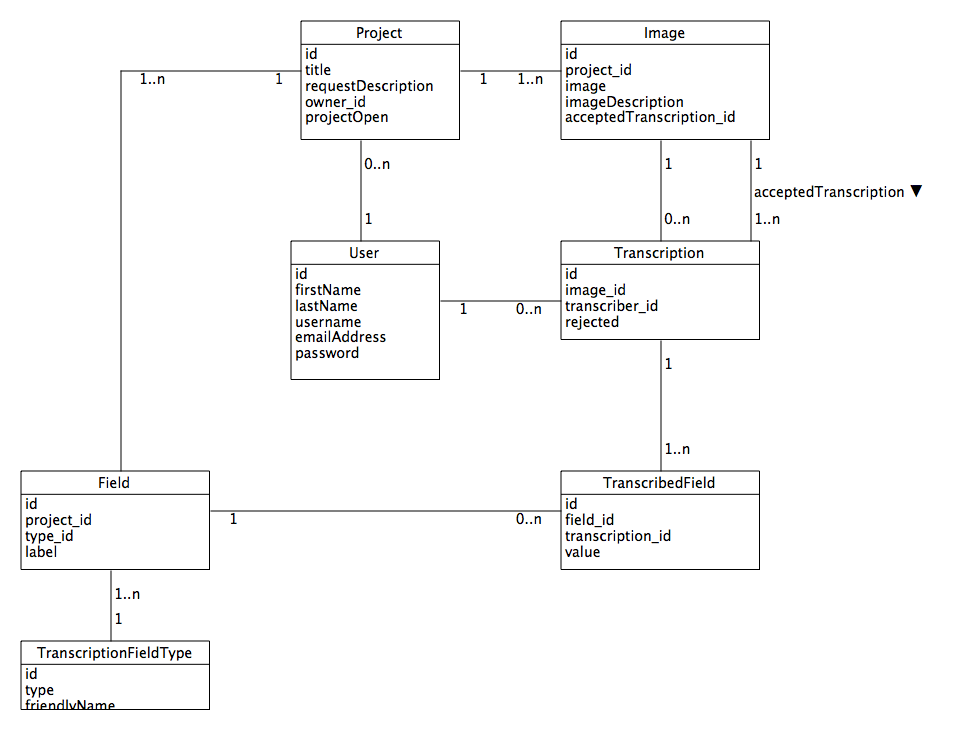 Project
id
title
requestDescription
owner_id
projectOpen
Image
id
project_id
image
imageDescription
acceptedTranscription_id
1..n
1
1
1..n
0..n
1
1
0..n
1
acceptedTranscription ▼
1..n
User
id
firstName
lastName
username
emailAddress
password
1
0..n
Transcription
id
image_id
transcriber_id
rejected
1
1..n
Field
id
project_id
type_id
label
1
0..n
TranscribedField
id
field_id
transcription_id
value
1..n
1
TranscriptionFieldType
id
type
friendlyName